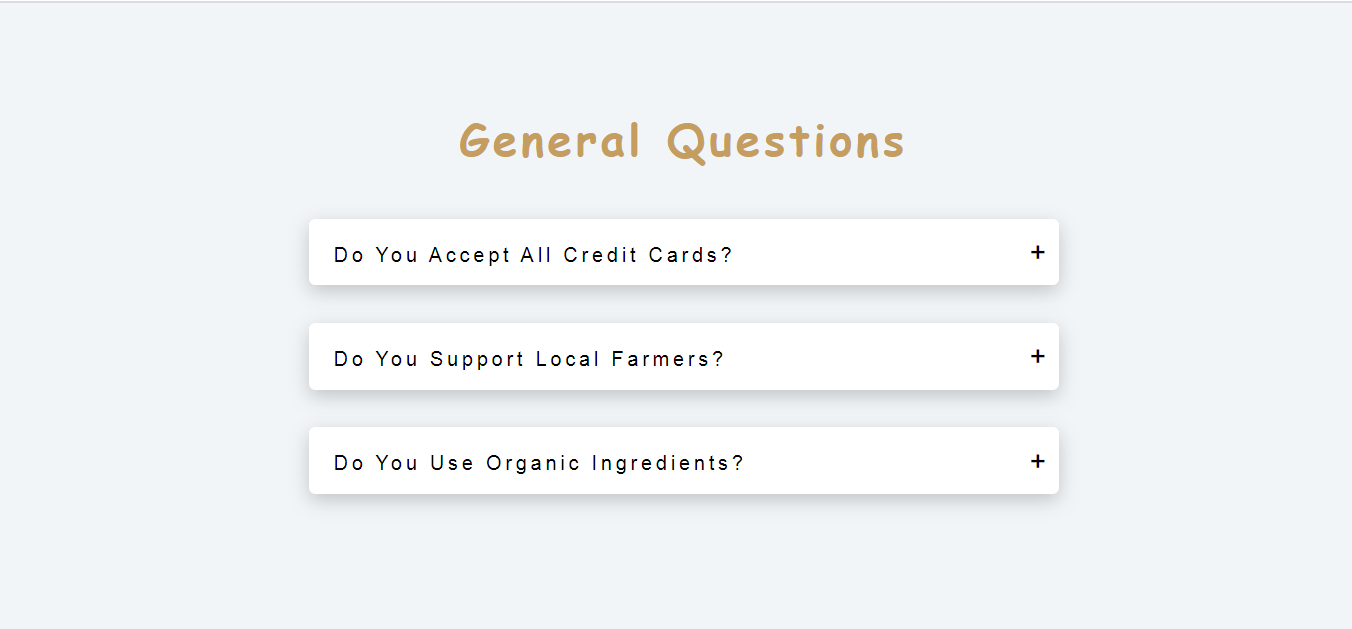 General Questions
Do You Accept All Credit Cards?
+
Do You Support Local Farmers?
+
Do You Use Organic Ingredients?
+